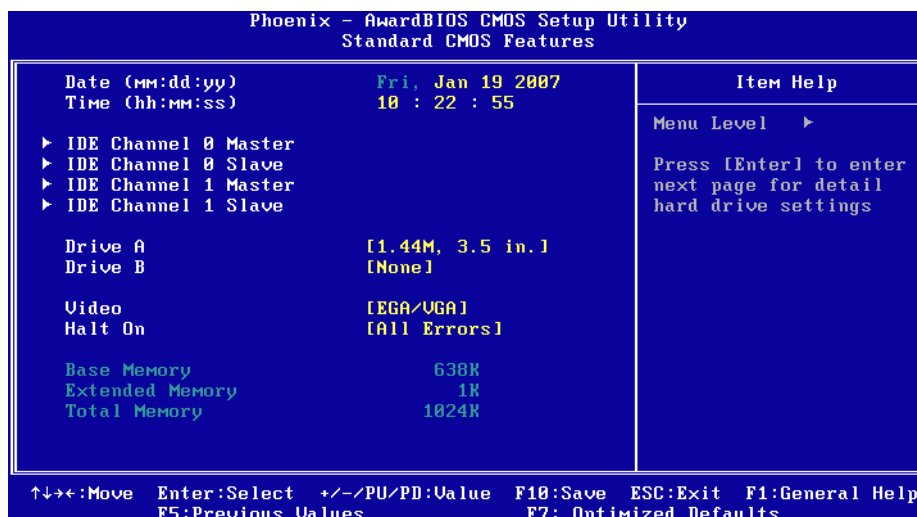 Phoenix - AwardBIOS CMOS Setup Utility
Standard CMOS Features
Date (mm:dd:yy) Fri, Jan 19 2007
Time (hh:mm:ss) 10 : 22 : 55
► IDE Channel 0 Master
► IDE Channel 0 Slave
► IDE Channel 1 Master
► IDE Channel 1 Slave
Drive A [1.44M, 3.5 in.]
Drive B [None]
Video [EGA/VGA]
Halt On [All Errors]
Base Memory 638K
Extended Memory 1K
Total Memory 1024K
Item Help
Menu Level ►
Press [Enter] to enter
next page for detail
hard drive settings
↑↓→←:Move Enter:Select +/-/PU/PD:Value F10:Save ESC:Exit F1:General Help
F5:Previous Values F7: Optimized Defaults